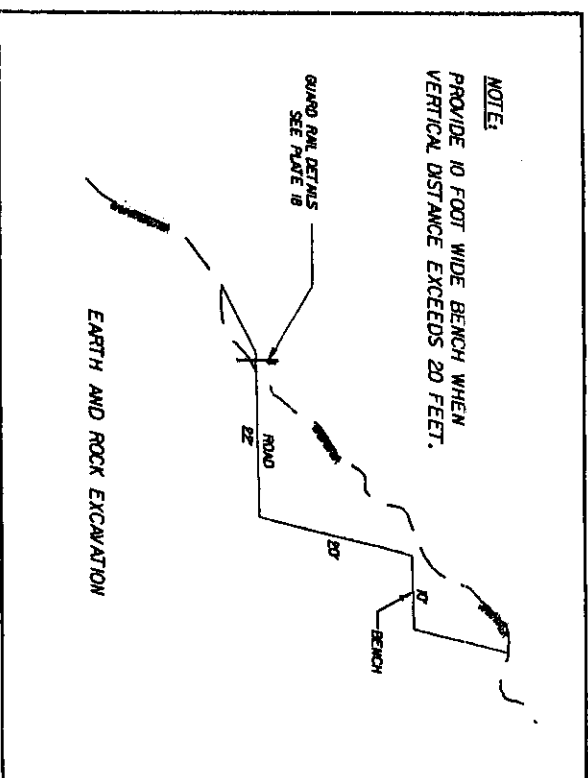 NOTE:
PROVIDE 10 FOOT WIDE BENCH WHEN
VERTICAL DISTANCE EXCEEDS 20 FEET.
GUARD RAIL DETAILS
SEE PLATE 18
ROAD
22'
20'
10'
BENCH
EARTH AND ROCK EXCAVATION